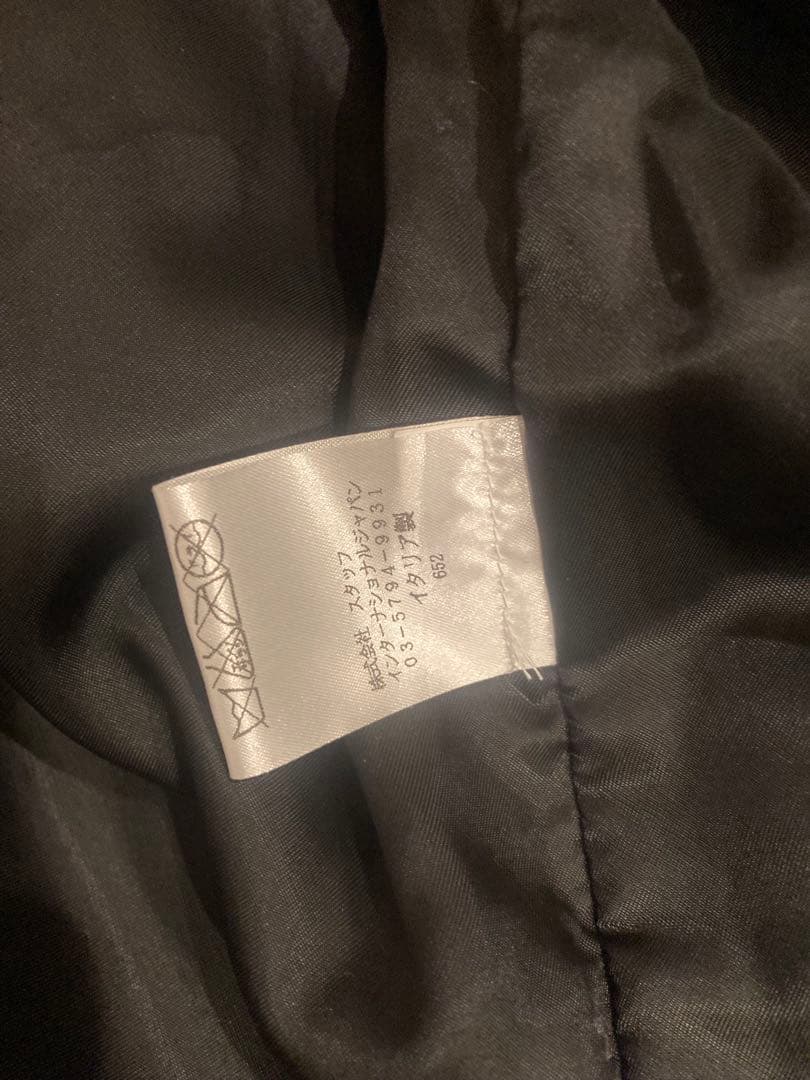 株式会社 スタッフ
インターナショナルジャパン
03-5794-9931
イタリア製
652